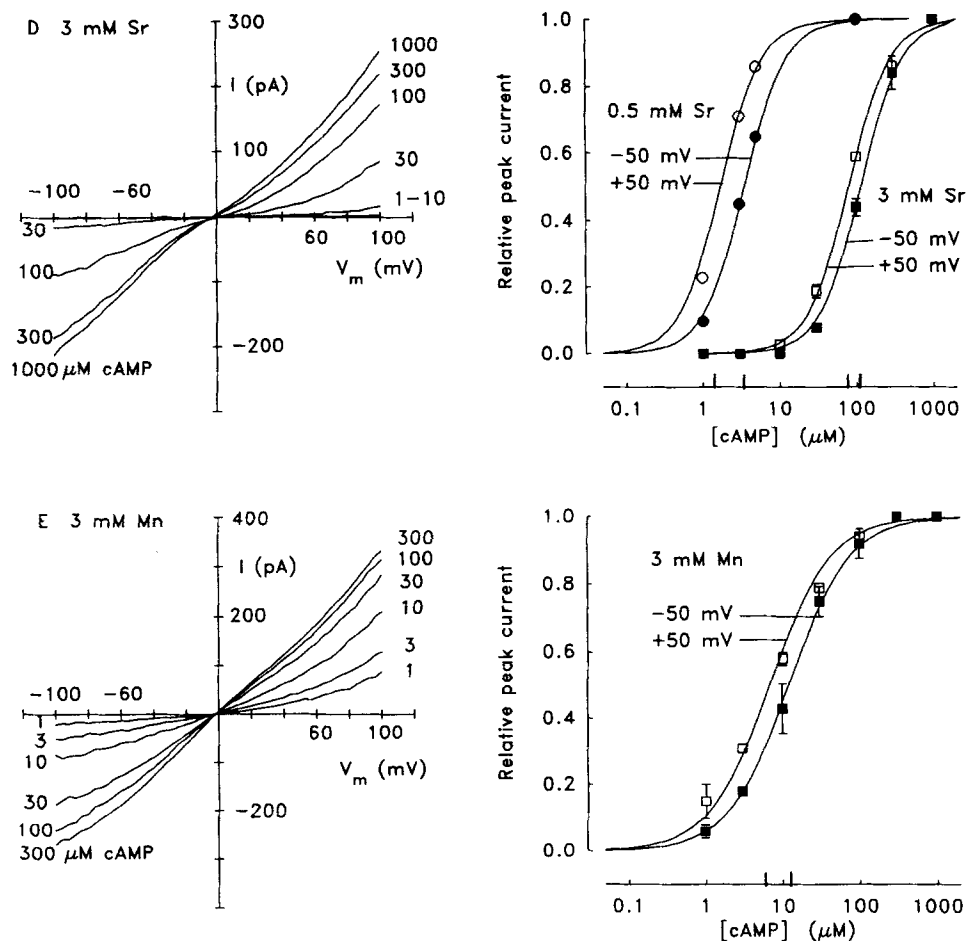 D 3 mM Sr
300
I (pA)
1000
300
100
100
30
1-10
-100 -60
30
100
300
1000 μM cAMP
60 100
V_m (mV)
-200
Relative peak current
1.0
0.8
0.6
0.4
0.2
0.0
0.5 mM Sr
-50 mV
+50 mV
3 mM Sr
-50 mV
+50 mV
0.1 1 10 100 1000
[cAMP] (μM)
E 3 mM Mn
400
I (pA)
200
300
100
30
10
3
1
-100 -60
1
3
10
30
100
300 μM cAMP
60 100
V_m (mV)
-200
Relative peak current
1.0
0.8
0.6
0.4
0.2
0.0
3 mM Mn
-50 mV
+50 mV
0.1 1 10 100 1000
[cAMP] (μM)